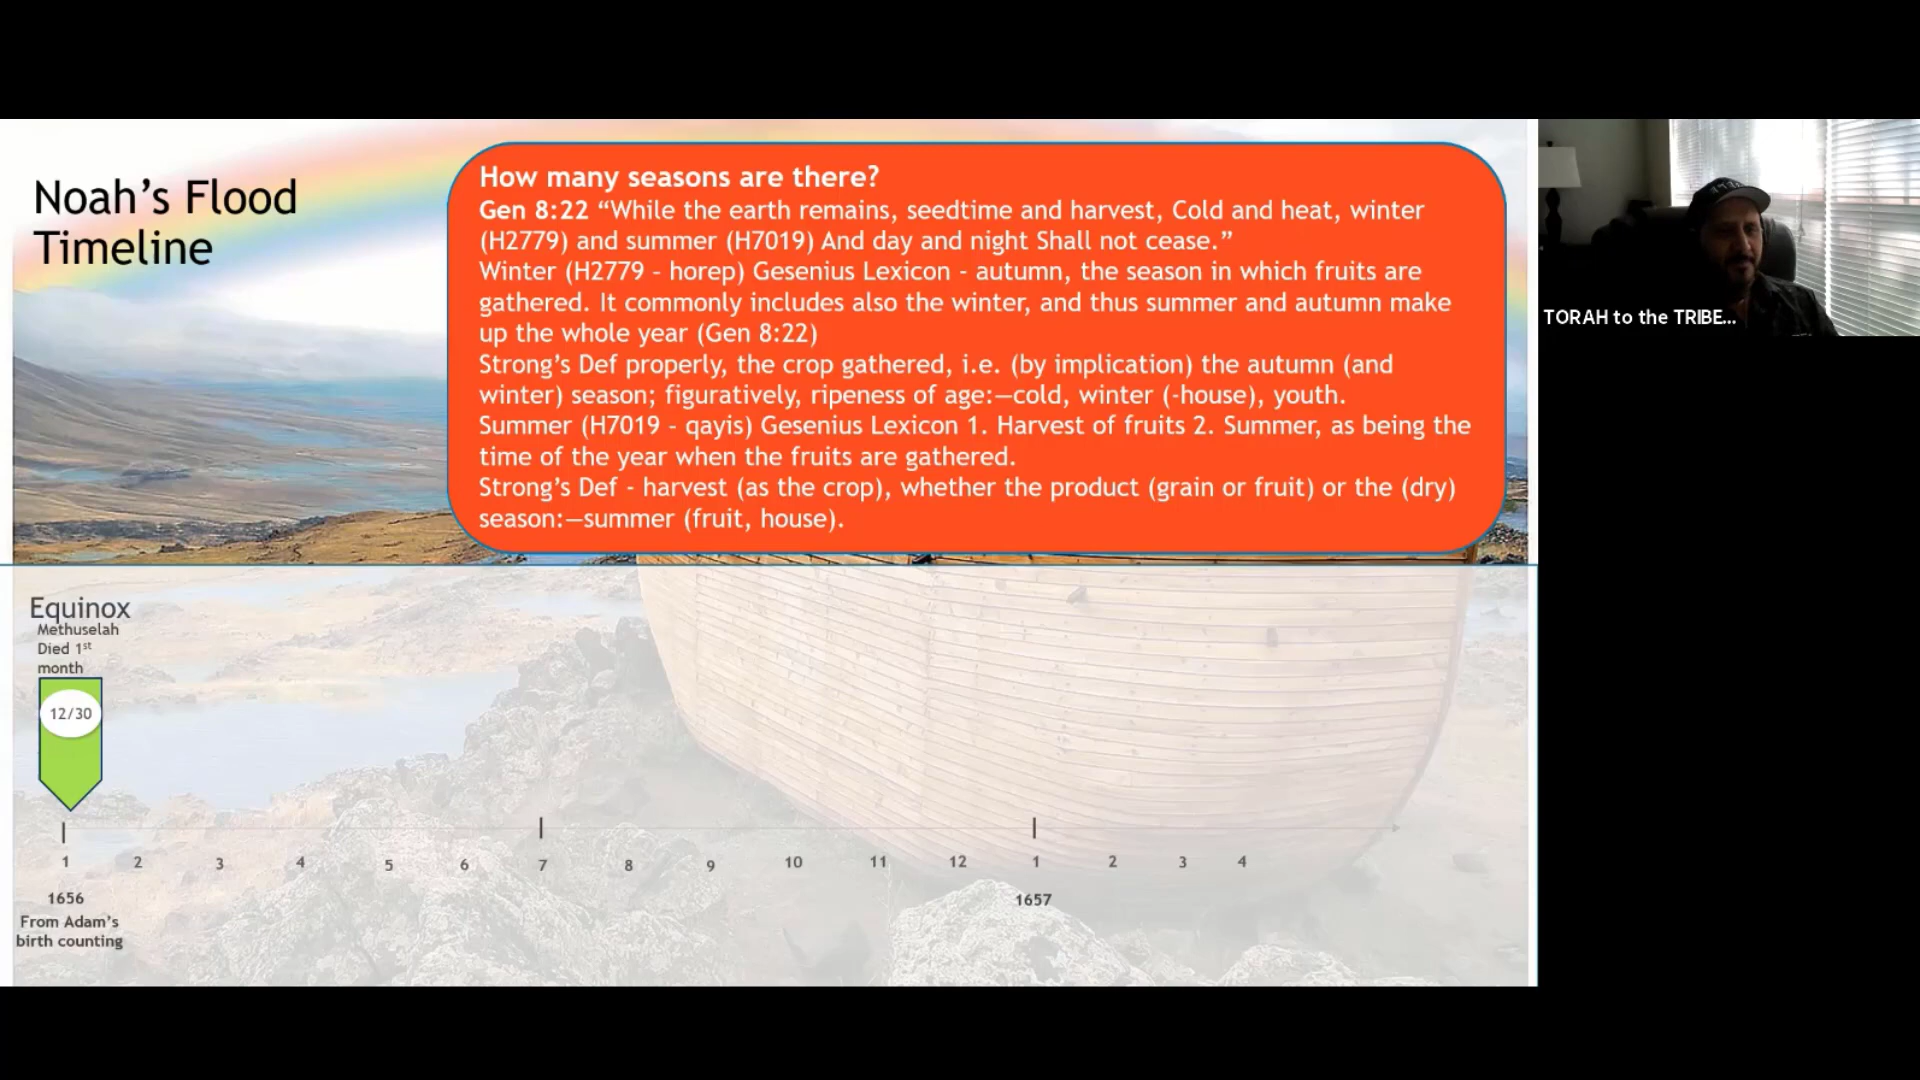 Noah’s Flood
Timeline
How many seasons are there?
Gen 8:22 “While the earth remains, seedtime and harvest, Cold and heat, winter
(H2779) and summer (H7019) And day and night Shall not cease.”
Winter (H2779 - horep) Gesenius Lexicon - autumn, the season in which fruits are
gathered. It commonly includes also the winter, and thus summer and autumn make
up the whole year (Gen 8:22)
Strong’s Def properly, the crop gathered, i.e. (by implication) the autumn (and
winter) season; figuratively, ripeness of age:—cold, winter (-house), youth.
Summer (H7019 - qayis) Gesenius Lexicon 1. Harvest of fruits 2. Summer, as being the
time of the year when the fruits are gathered.
Strong’s Def - harvest (as the crop), whether the product (grain or fruit) or the (dry)
season:—summer (fruit, house).
TORAH to the TRIBE...
Equinox
Methuselah
Died 1st
month
12/30
1 2 3 4 5 6 7 8 9 10 11 12 1 2 3 4
1656 1657
From Adam’s
birth counting